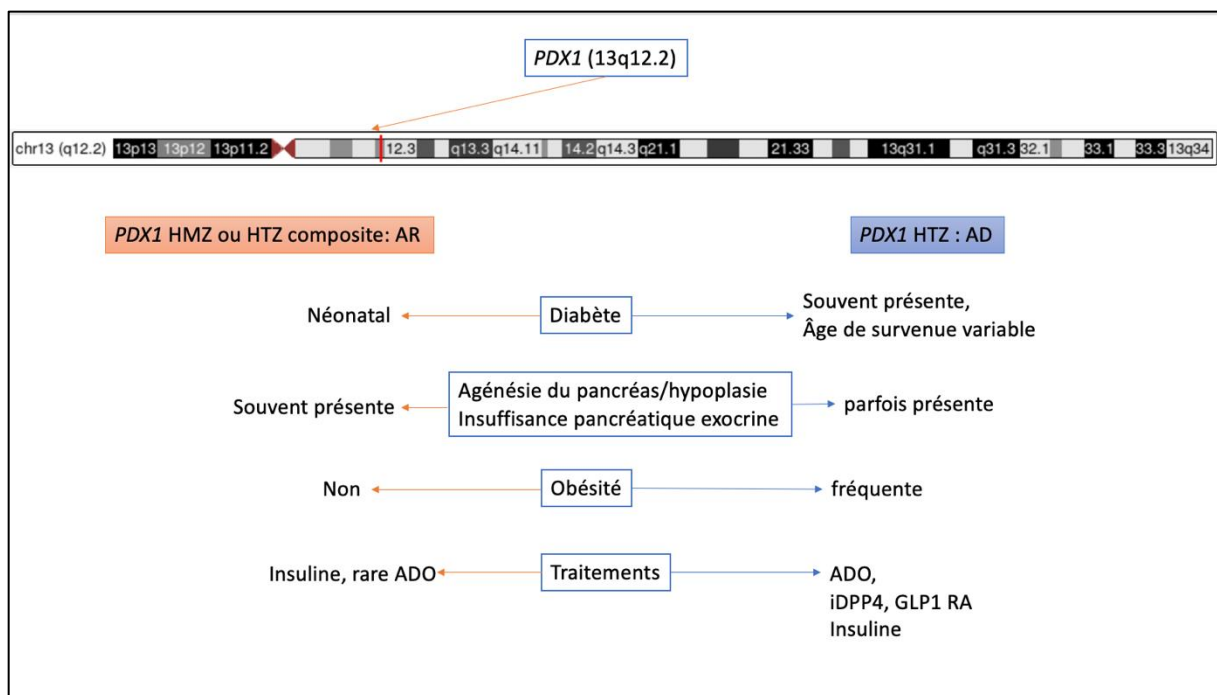 PDX1 (13q12.2)
chr13 (q12.2) 13p13 13p12 13p11.2 12.3 q13.3 q14.11 14.2 q14.3 q21.1 21.33 13q31.1 q31.3 32.1 33.1 33.3 13q34
PDX1 HMZ ou HTZ composite: AR
PDX1 HTZ : AD
Néonatal
Diabète
Souvent présente,
Âge de survenue variable
Souvent présente
Agénésie du pancréas/hypoplasie
Insuffisance pancréatique exocrine
parfois présente
Non
Obésité
fréquente
Insuline, rare ADO
Traitements
ADO,
iDPP4, GLP1 RA
Insuline